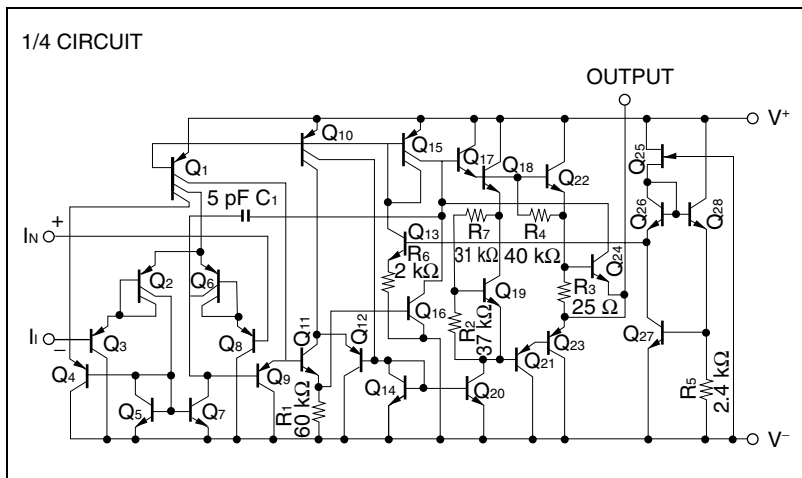 1/4 CIRCUIT
OUTPUT
V+
Q10
Q15
Q1
Q17
Q18
Q22
Q25
5 pF C1
+
IN
Q13
R7
31 kΩ
R4
40 kΩ
Q26
Q28
R6
2 kΩ
Q24
Q2
Q6
Q19
R3
25 Ω
Q16
Q11
Q12
R2
37 kΩ
II
−
Q3
Q8
Q27
Q4
Q9
Q21
Q23
R1
60 kΩ
Q14
Q20
R5
2.4 kΩ
Q5
Q7
V−